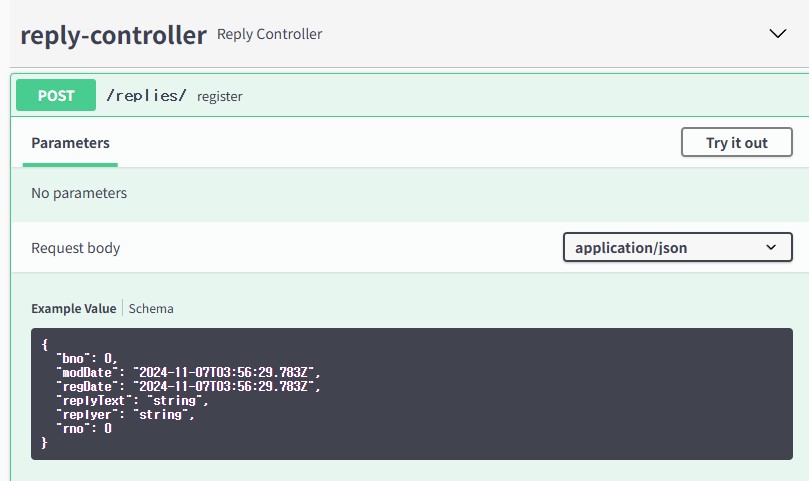 reply-controller Reply Controller
POST /replies/ register
Parameters Try it out
No parameters
Request body application/json
Example Value Schema
{
"bno": 0,
"modDate": "2024-11-07T03:56:29.783Z",
"regDate": "2024-11-07T03:56:29.783Z",
"replyText": "string",
"replyer": "string",
"rno": 0
}